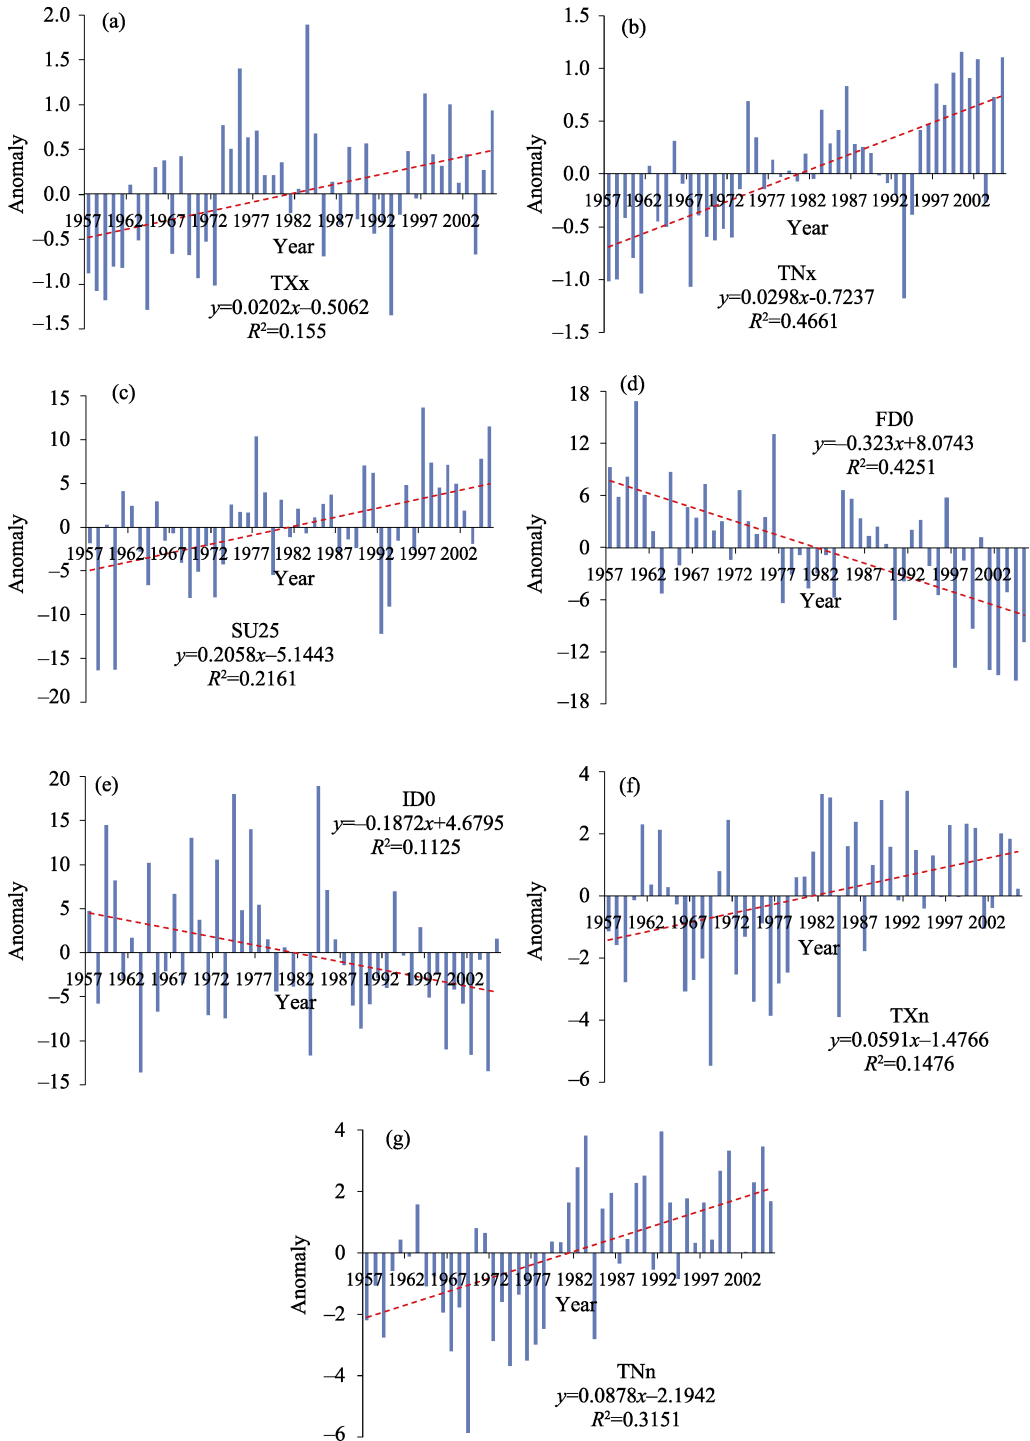 (a)
2.0
1.5
1.0
0.5
0.0
–0.5
–1.0
–1.5
Anomaly
1957 1962 1967 1972 1977 1982 1987 1992 1997 2002
Year
TXx
y=0.0202x–0.5062
R²=0.155
(b)
1.5
1.0
0.5
0.0
–0.5
–1.0
–1.5
Anomaly
1957 1962 1967 1972 1977 1982 1987 1992 1997 2002
Year
TNx
y=0.0298x-0.7237
R²=0.4661
(c)
15
10
5
0
–5
–10
–15
–20
Anomaly
1957 1962 1967 1972 1977 1982 1987 1992 1997 2002
Year
SU25
y=0.2058x–5.1443
R²=0.2161
(d)
18
12
6
0
–6
–12
–18
Anomaly
FD0
y=–0.323x+8.0743
R²=0.4251
1957 1962 1967 1972 1977 1982 1987 1992 1997 2002
Year
(e)
20
15
10
5
0
–5
–10
–15
Anomaly
ID0
y=–0.1872x+4.6795
R²=0.1125
1957 1962 1967 1972 1977 1982 1987 1992 1997 2002
Year
(f)
4
2
0
–2
–4
–6
Anomaly
1957 1962 1967 1972 1977 1982 1987 1992 1997 2002
Year
TXn
y=0.0591x–1.4766
R²=0.1476
(g)
4
2
0
–2
–4
–6
Anomaly
1957 1962 1967 1972 1977 1982 1987 1992 1997 2002
Year
TNn
y=0.0878x–2.1942
R²=0.3151